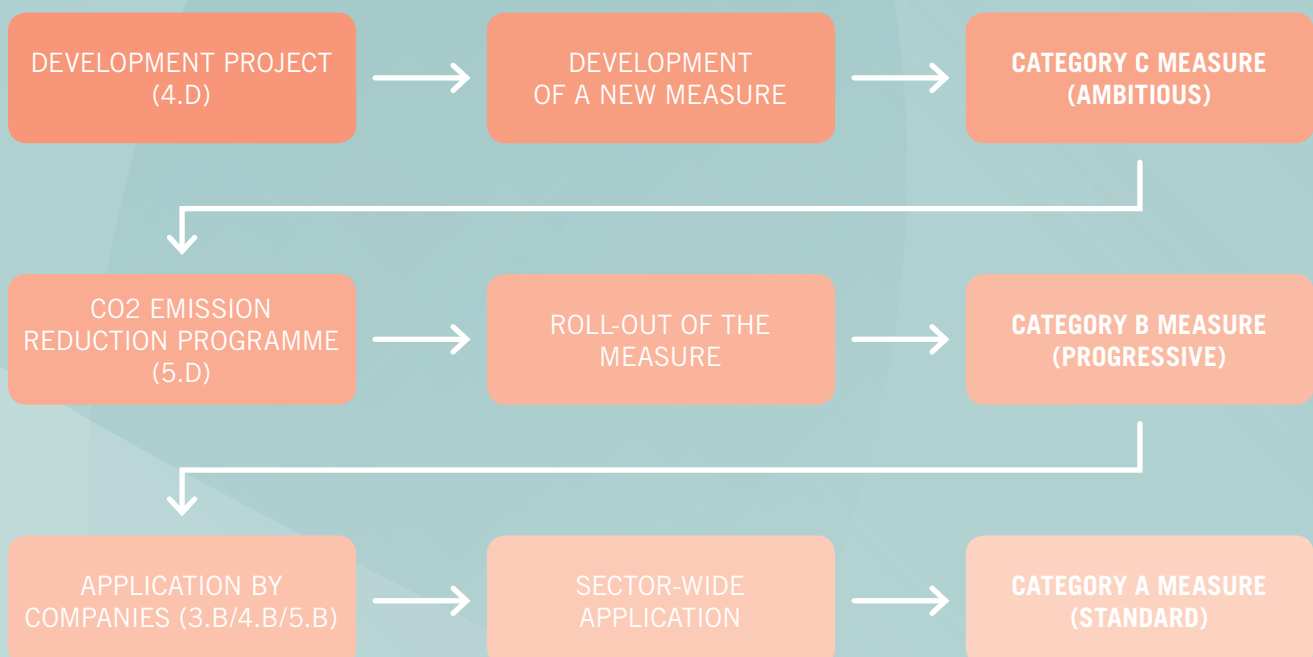 DEVELOPMENT PROJECT
(4.D)
DEVELOPMENT
OF A NEW MEASURE
CATEGORY C MEASURE
(AMBITIOUS)
CO2 EMISSION
REDUCTION PROGRAMME
(5.D)
ROLL-OUT OF THE
MEASURE
CATEGORY B MEASURE
(PROGRESSIVE)
APPLICATION BY
COMPANIES (3.B/4.B/5.B)
SECTOR-WIDE
APPLICATION
CATEGORY A MEASURE
(STANDARD)